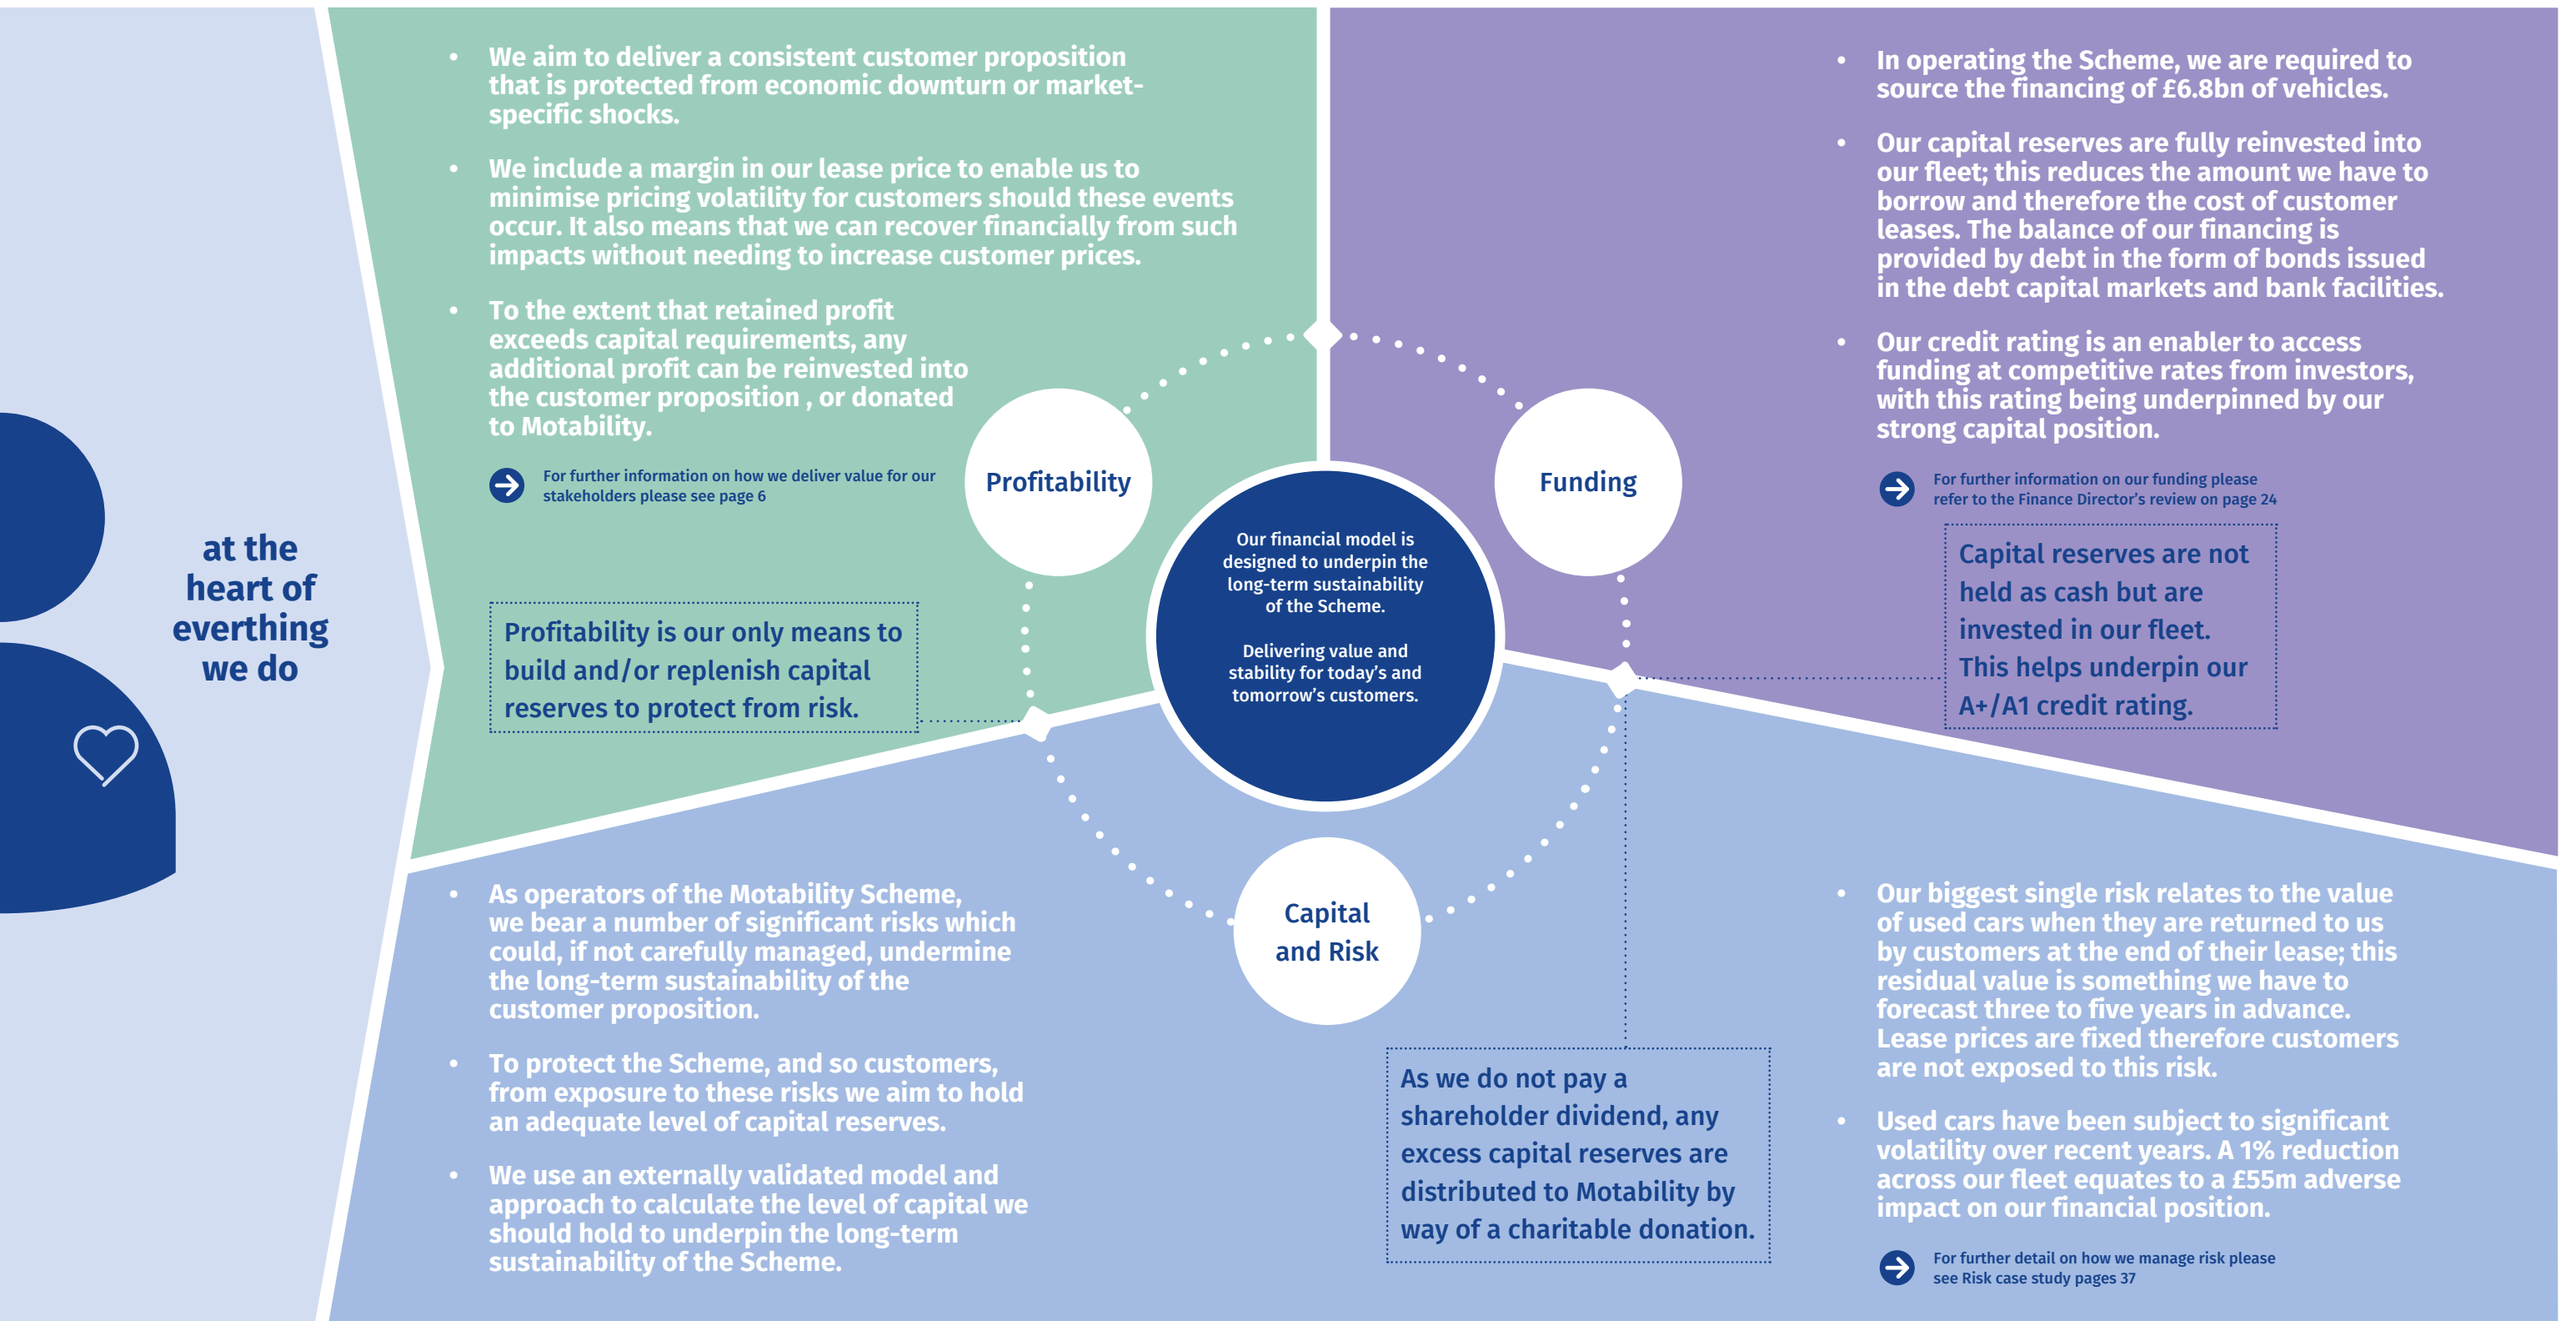 at the
heart of
everthing
we do
• We aim to deliver a consistent customer proposition
that is protected from economic downturn or market-
specific shocks.
• We include a margin in our lease price to enable us to
minimise pricing volatility for customers should these events
occur. It also means that we can recover financially from such
impacts without needing to increase customer prices.
• To the extent that retained profit
exceeds capital requirements, any
additional profit can be reinvested into
the customer proposition , or donated
to Motability.
For further information on how we deliver value for our
stakeholders please see page 6
Profitability is our only means to
build and/or replenish capital
reserves to protect from risk.
Profitability
Funding
Our financial model is
designed to underpin the
long-term sustainability
of the Scheme.
Delivering value and
stability for today's and
tomorrow's customers.
Capital
and Risk
• In operating the Scheme, we are required to
source the financing of £6.8bn of vehicles.
• Our capital reserves are fully reinvested into
our fleet; this reduces the amount we have to
borrow and therefore the cost of customer
leases. The balance of our financing is
provided by debt in the form of bonds issued
in the debt capital markets and bank facilities.
• Our credit rating is an enabler to access
funding at competitive rates from investors,
with this rating being underpinned by our
strong capital position.
For further information on our funding please
refer to the Finance Director's review on page 24
Capital reserves are not
held as cash but are
invested in our fleet.
This helps underpin our
A+/A1 credit rating.
• As operators of the Motability Scheme,
we bear a number of significant risks which
could, if not carefully managed, undermine
the long-term sustainability of the
customer proposition.
• To protect the Scheme, and so customers,
from exposure to these risks we aim to hold
an adequate level of capital reserves.
• We use an externally validated model and
approach to calculate the level of capital we
should hold to underpin the long-term
sustainability of the Scheme.
As we do not pay a
shareholder dividend, any
excess capital reserves are
distributed to Motability by
way of a charitable donation.
• Our biggest single risk relates to the value
of used cars when they are returned to us
by customers at the end of their lease; this
residual value is something we have to
forecast three to five years in advance.
Lease prices are fixed therefore customers
are not exposed to this risk.
• Used cars have been subject to significant
volatility over recent years. A 1% reduction
across our fleet equates to a £55m adverse
impact on our financial position.
For further detail on how we manage risk please
see Risk case study pages 37